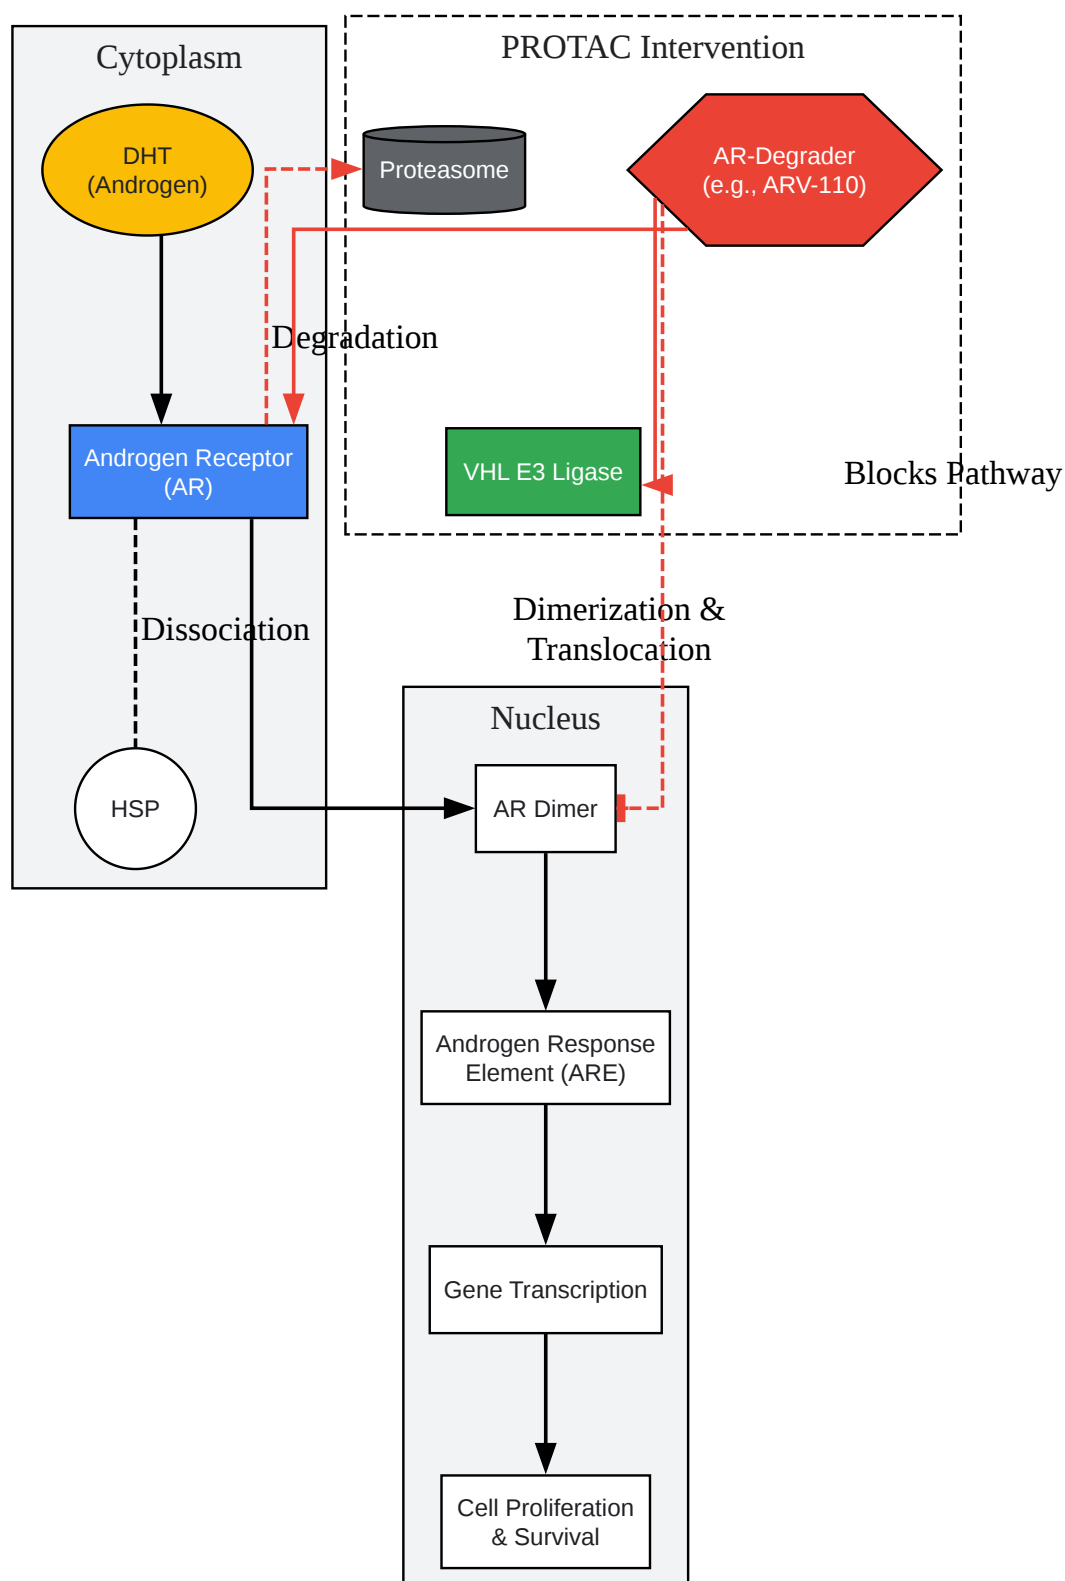 Cytoplasm
PROTAC Intervention
DHT
(Androgen)
Proteasome
AR-Degrader
(e.g., ARV-110)
Degradation
Androgen Receptor
(AR)
VHL E3 Ligase
Blocks Pathway
Dissociation
Dimerization &
Translocation
Nucleus
HSP
AR Dimer
Androgen Response
Element (ARE)
Gene Transcription
Cell Proliferation
& Survival